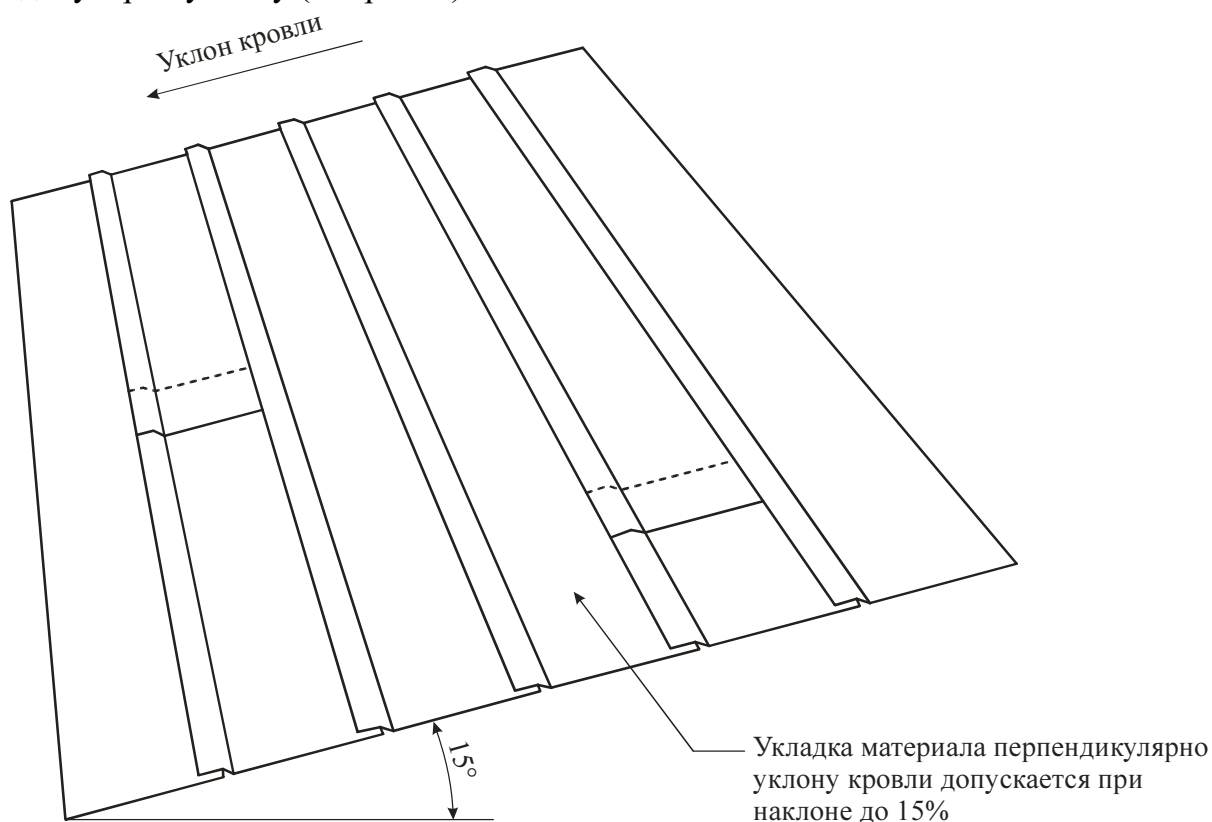 Уклон кровли
15°
Укладка материала перпендикулярно
уклону кровли допускается при
наклоне до 15%